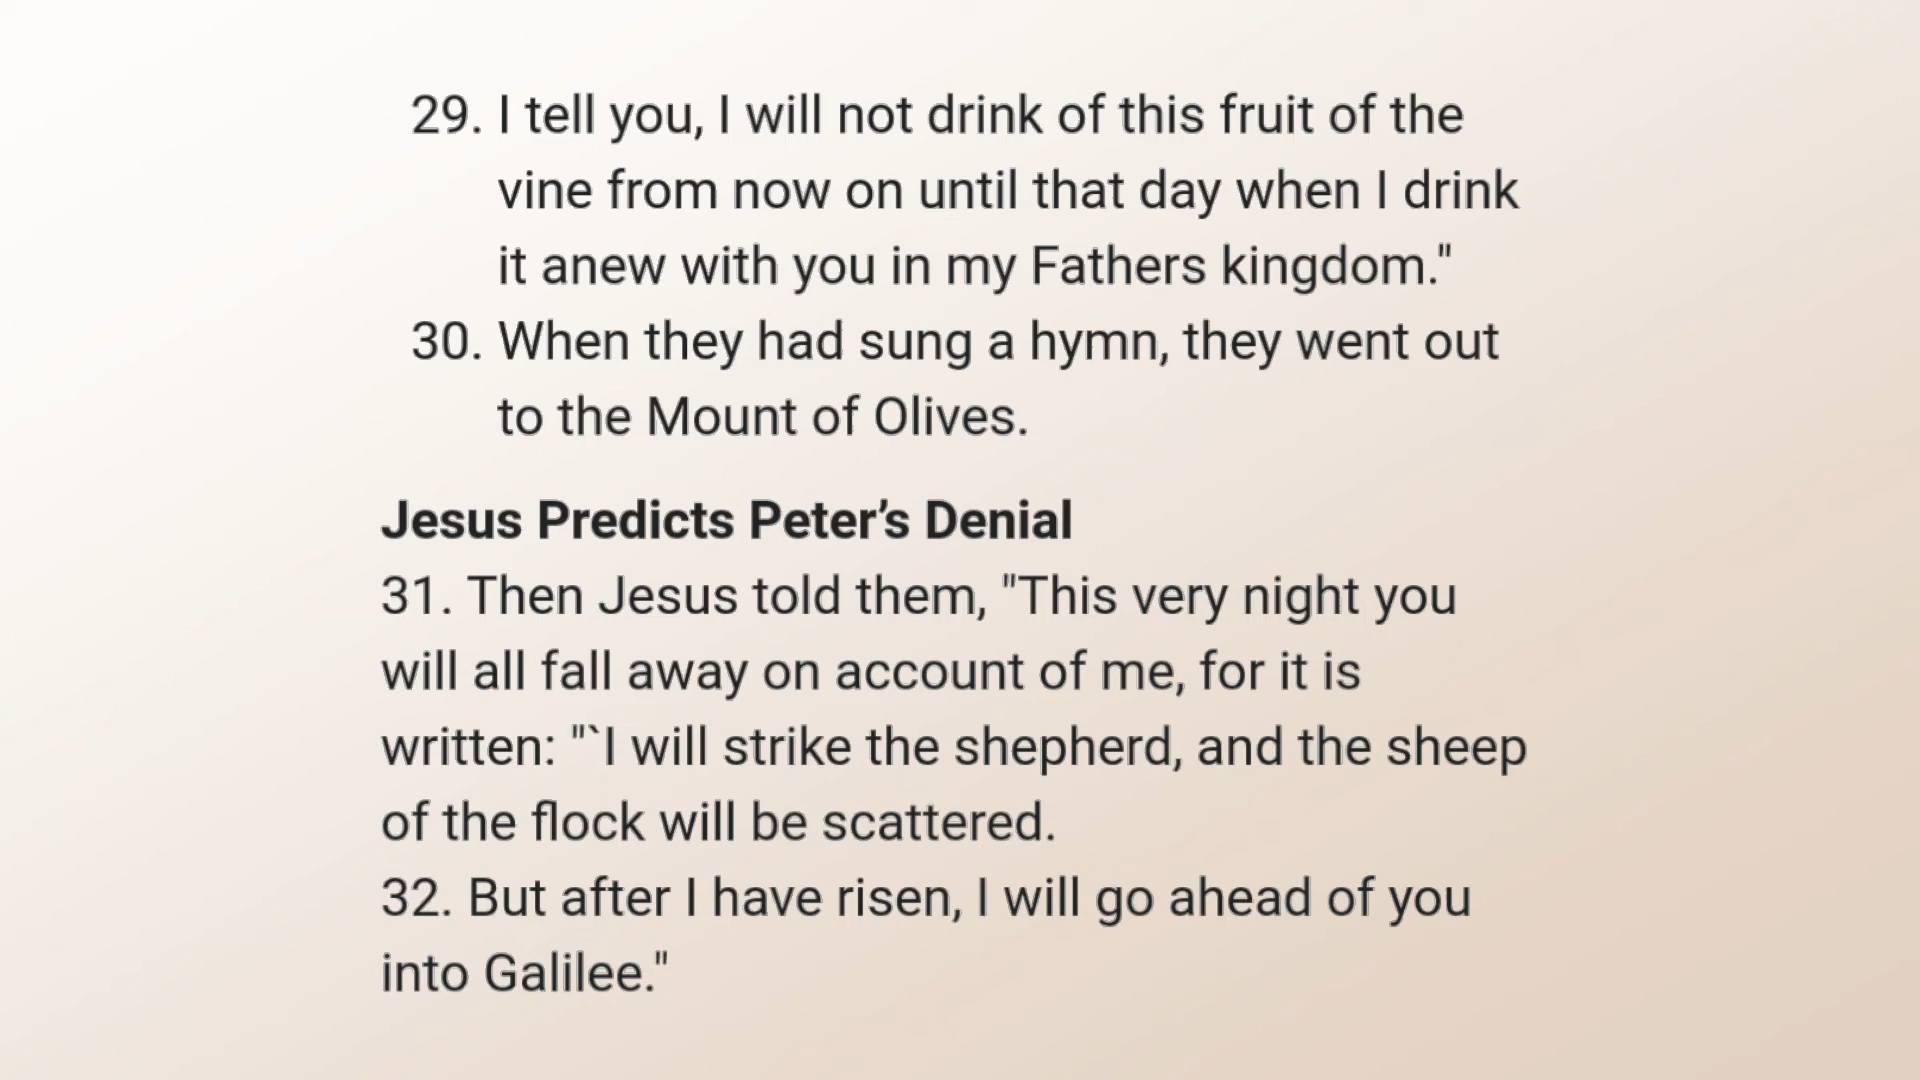 29. I tell you, I will not drink of this fruit of the
vine from now on until that day when I drink
it anew with you in my Fathers kingdom."
30. When they had sung a hymn, they went out
to the Mount of Olives.
Jesus Predicts Peter’s Denial
31. Then Jesus told them, "This very night you
will all fall away on account of me, for it is
written: "`I will strike the shepherd, and the sheep
of the flock will be scattered.
32. But after I have risen, I will go ahead of you
into Galilee."